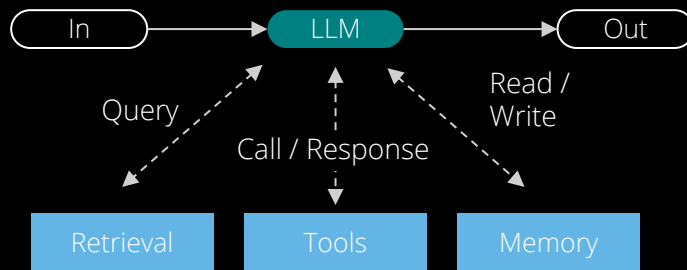 In
LLM
Out
Query
Read /
Write
Call / Response
Retrieval
Tools
Memory